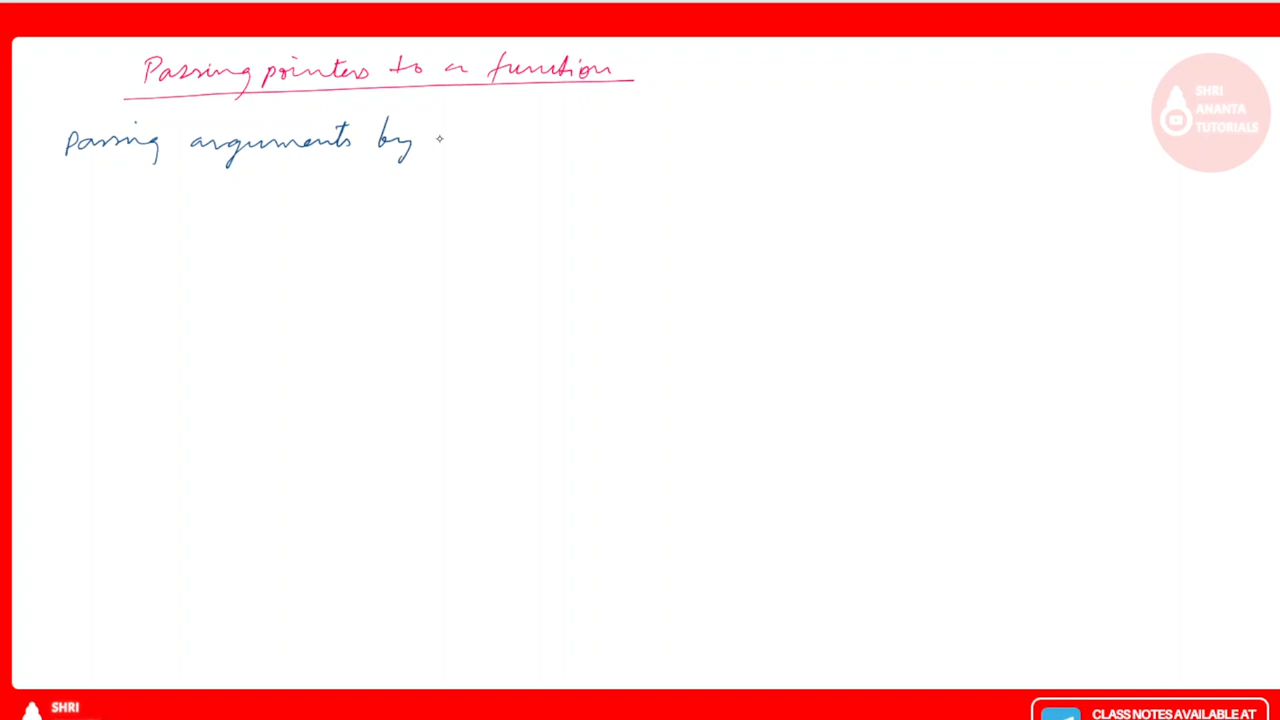 Passing pointers to a function
SHRI
ANANTA
TUTORIALS
Passing arguments by
SHRI
CLASS NOTES AVAILABLE AT